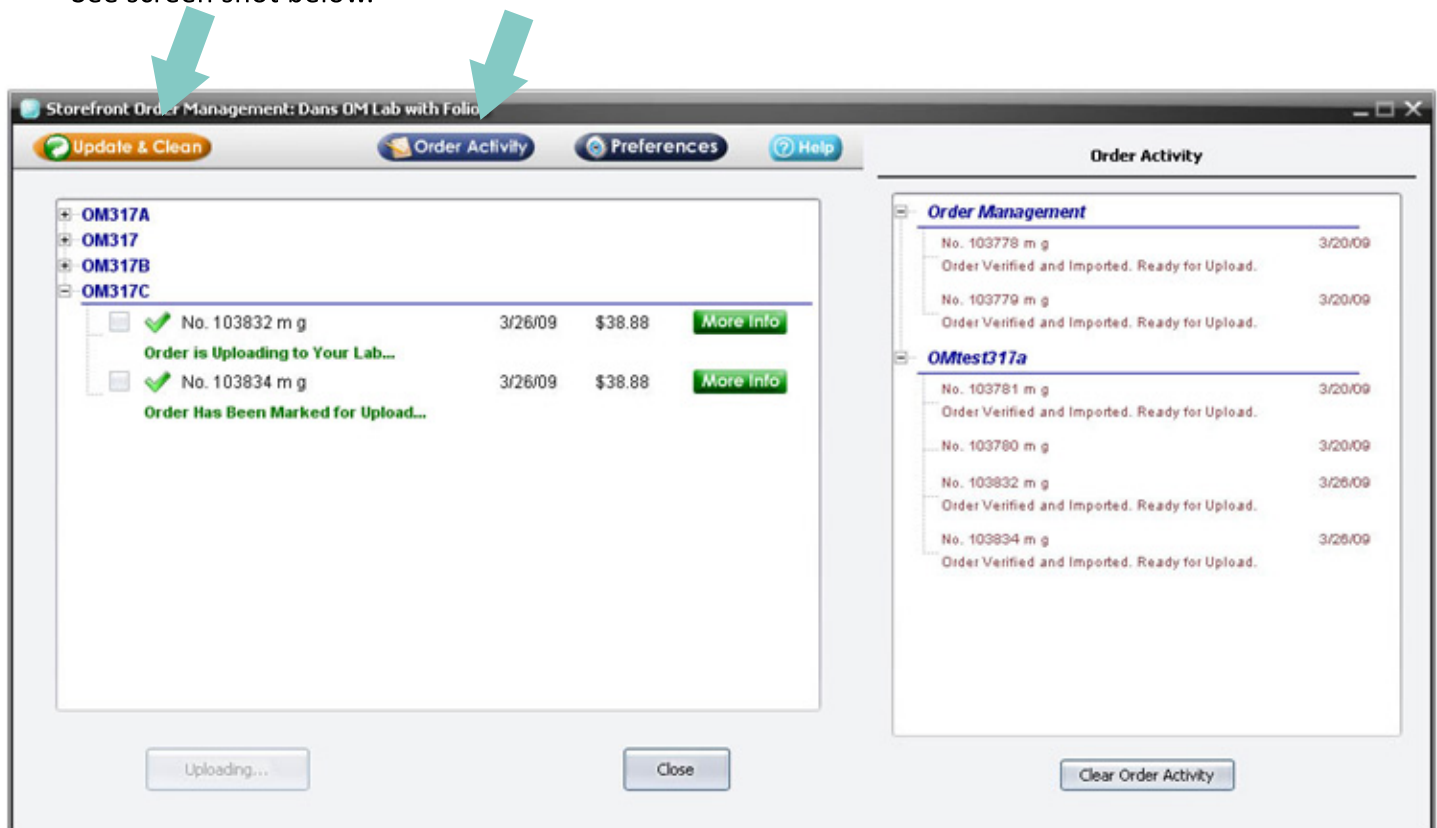 See screen shot below.
Storefront Order Management: Dans OM Lab with Folio
Update & Clean
Order Activity
Preferences
Help
Order Activity
OM317A
OM317
OM317B
OM317C
No. 103832 m g 3/26/09 $38.88 More Info
Order is Uploading to Your Lab...
No. 103834 m g 3/26/09 $38.88 More Info
Order Has Been Marked for Upload...
Uploading...
Close
Order Management
No. 103778 m g 3/20/09
Order Verified and Imported. Ready for Upload.
No. 103779 m g 3/20/09
Order Verified and Imported. Ready for Upload.
OMtest317a
No. 103781 m g 3/20/09
Order Verified and Imported. Ready for Upload.
No. 103780 m g 3/20/09
No. 103832 m g 3/26/09
Order Verified and Imported. Ready for Upload.
No. 103834 m g 3/26/09
Order Verified and Imported. Ready for Upload.
Clear Order Activity